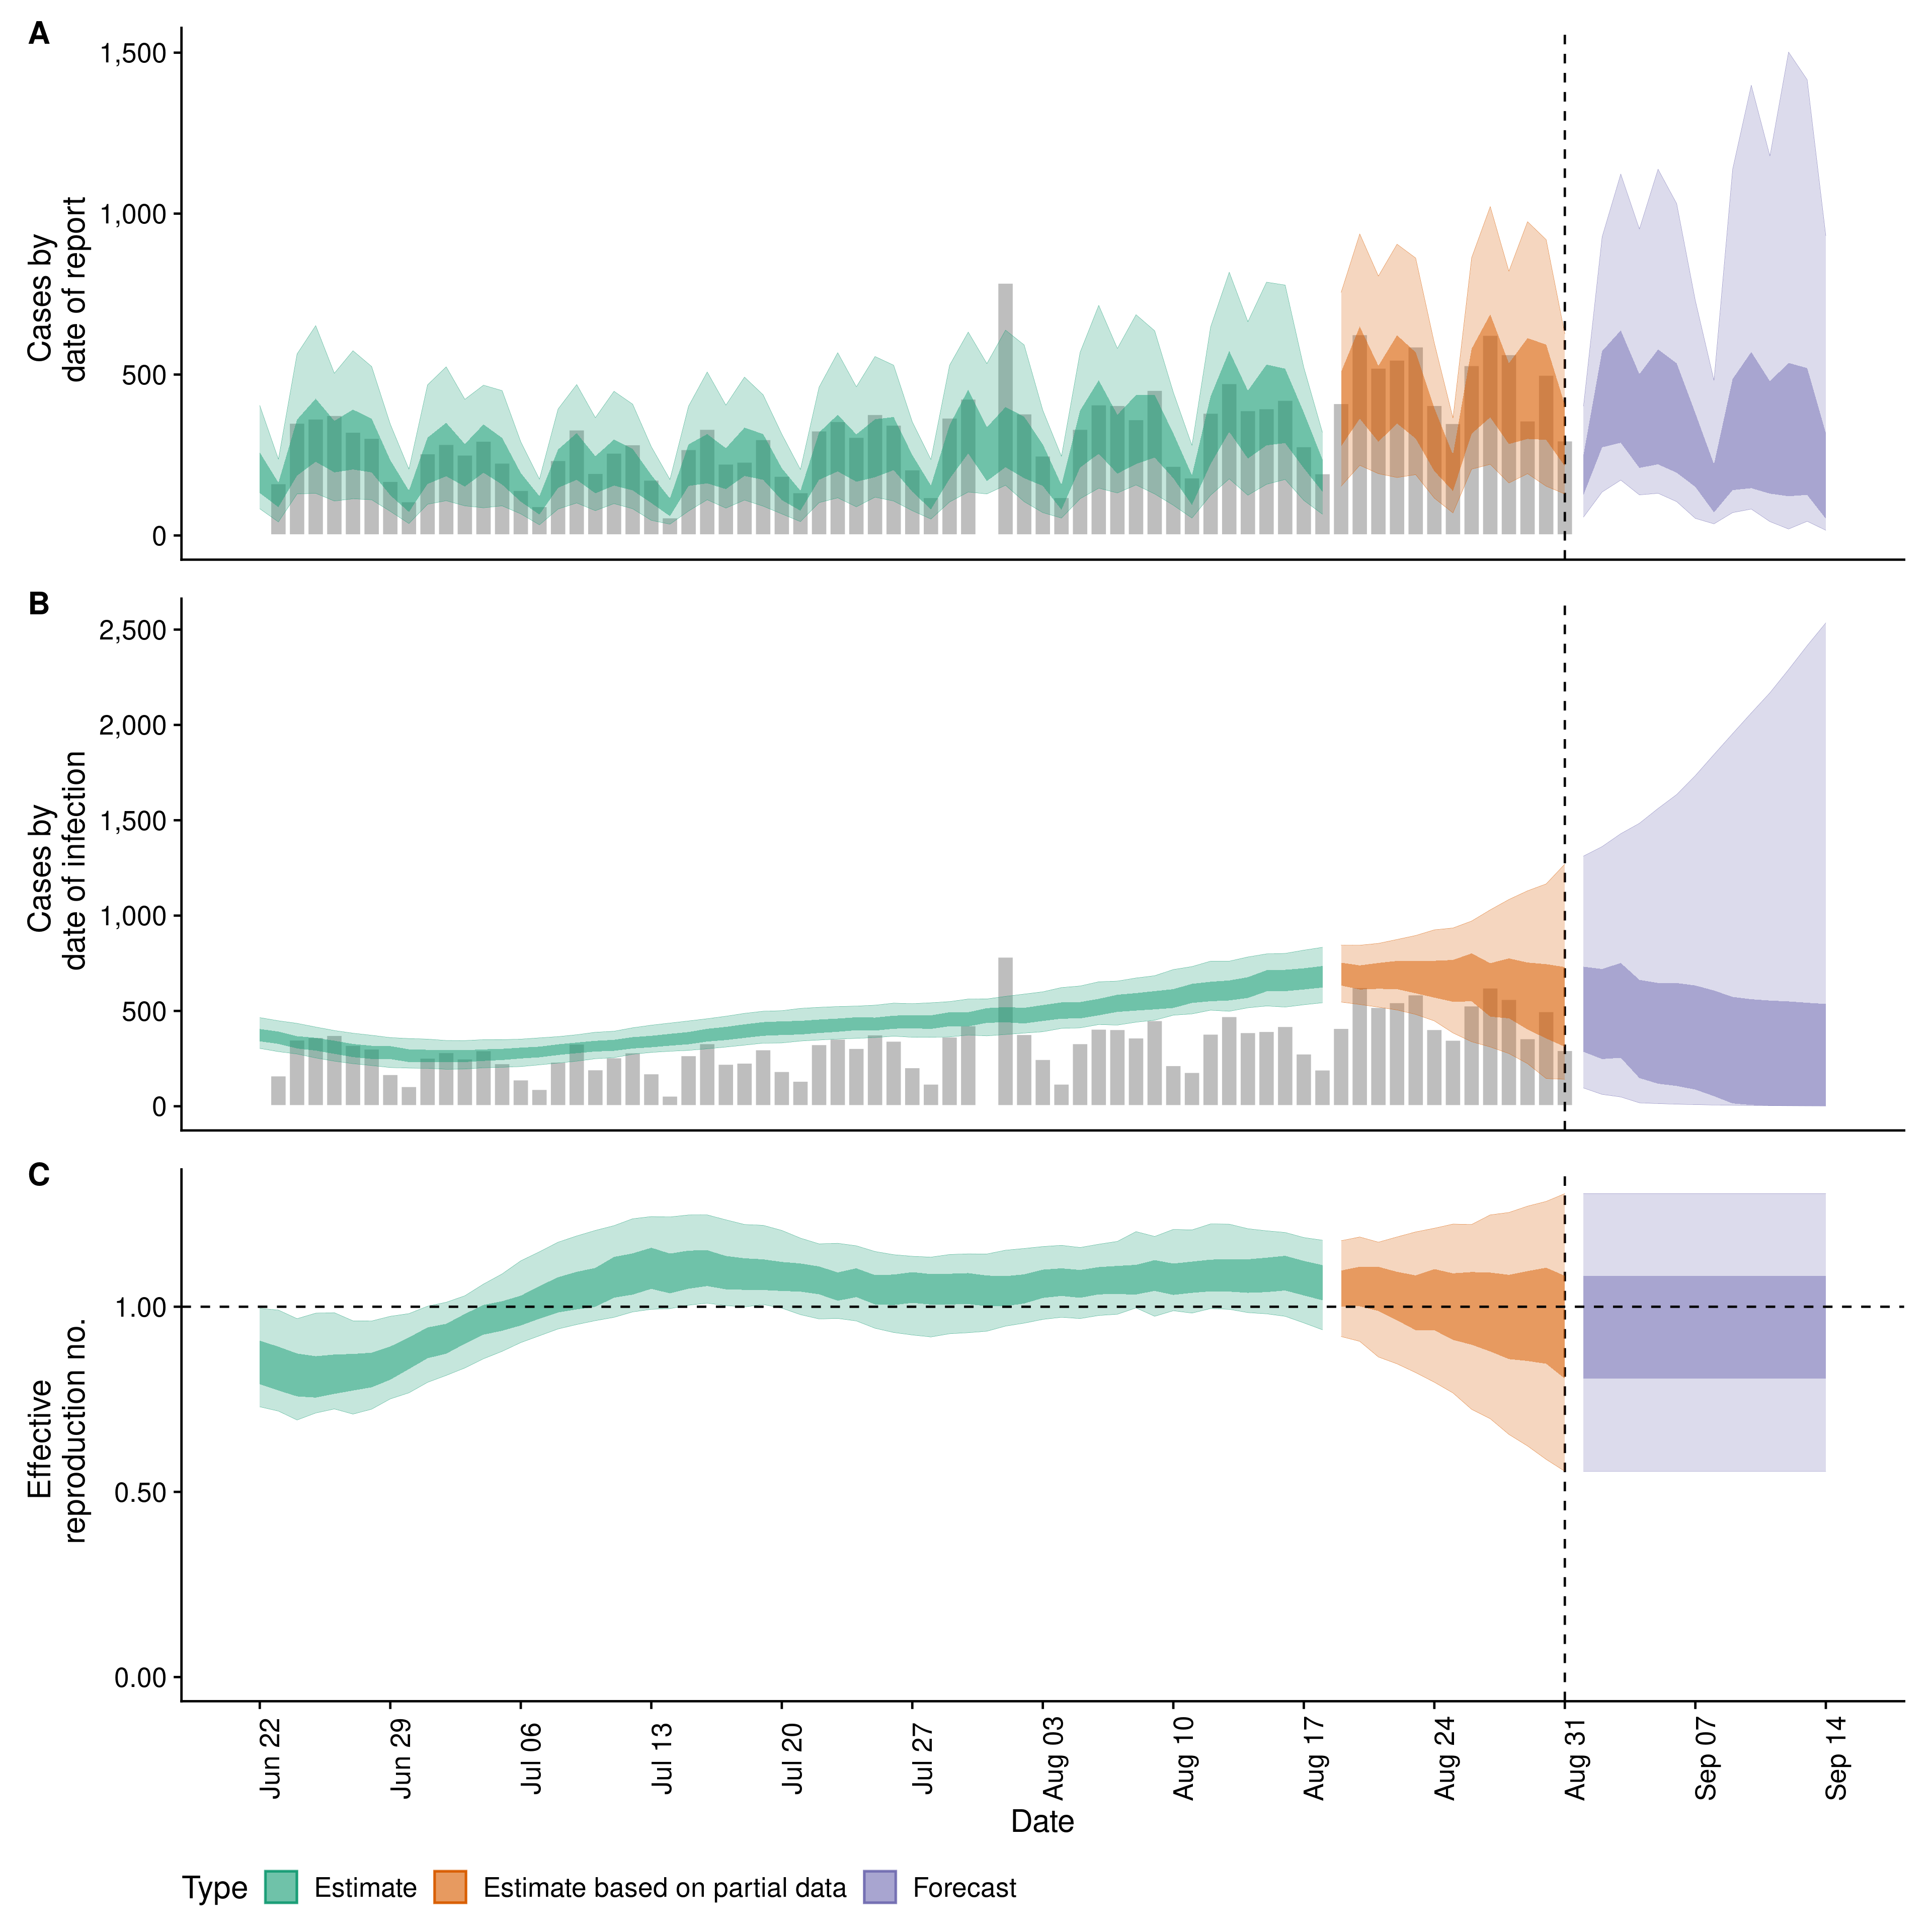 A
1,500
1,000
500
0
Cases by
date of report
B
2,500
2,000
1,500
1,000
500
0
Cases by
date of infection
C
1.00
0.50
0.00
Effective
reproduction no.
Jun 22
Jun 29
Jul 06
Jul 13
Jul 20
Jul 27
Aug 03
Aug 10
Aug 17
Aug 24
Aug 31
Sep 07
Sep 14
Date
Type Estimate Estimate based on partial data Forecast